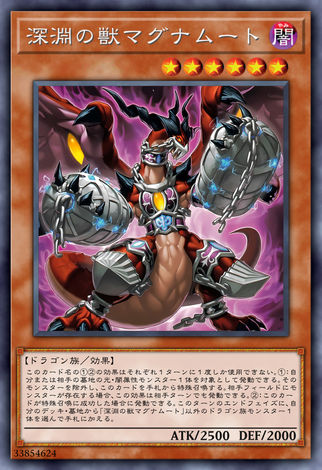 深淵の獣マグナムート
闇
やみ
【ドラゴン族／効果】
このカード名の①②の効果はそれぞれ１ターンに１度しか使用できない。①：自
分または相手の墓地の光・闇属性モンスター１体を対象として発動できる。その
モンスターを除外し、このカードを手札から特殊召喚する。相手フィールドにモ
ンスターが存在する場合、この効果は相手ターンでも発動できる。②：このカー
ドが特殊召喚に成功した場合に発動できる。このターンのエンドフェイズに、自
分のデッキ・墓地から「深淵の獣マグナムート」以外のドラゴン族モンスター１
体を選んで手札に加える。
ATK/2500 DEF/2000
33854624